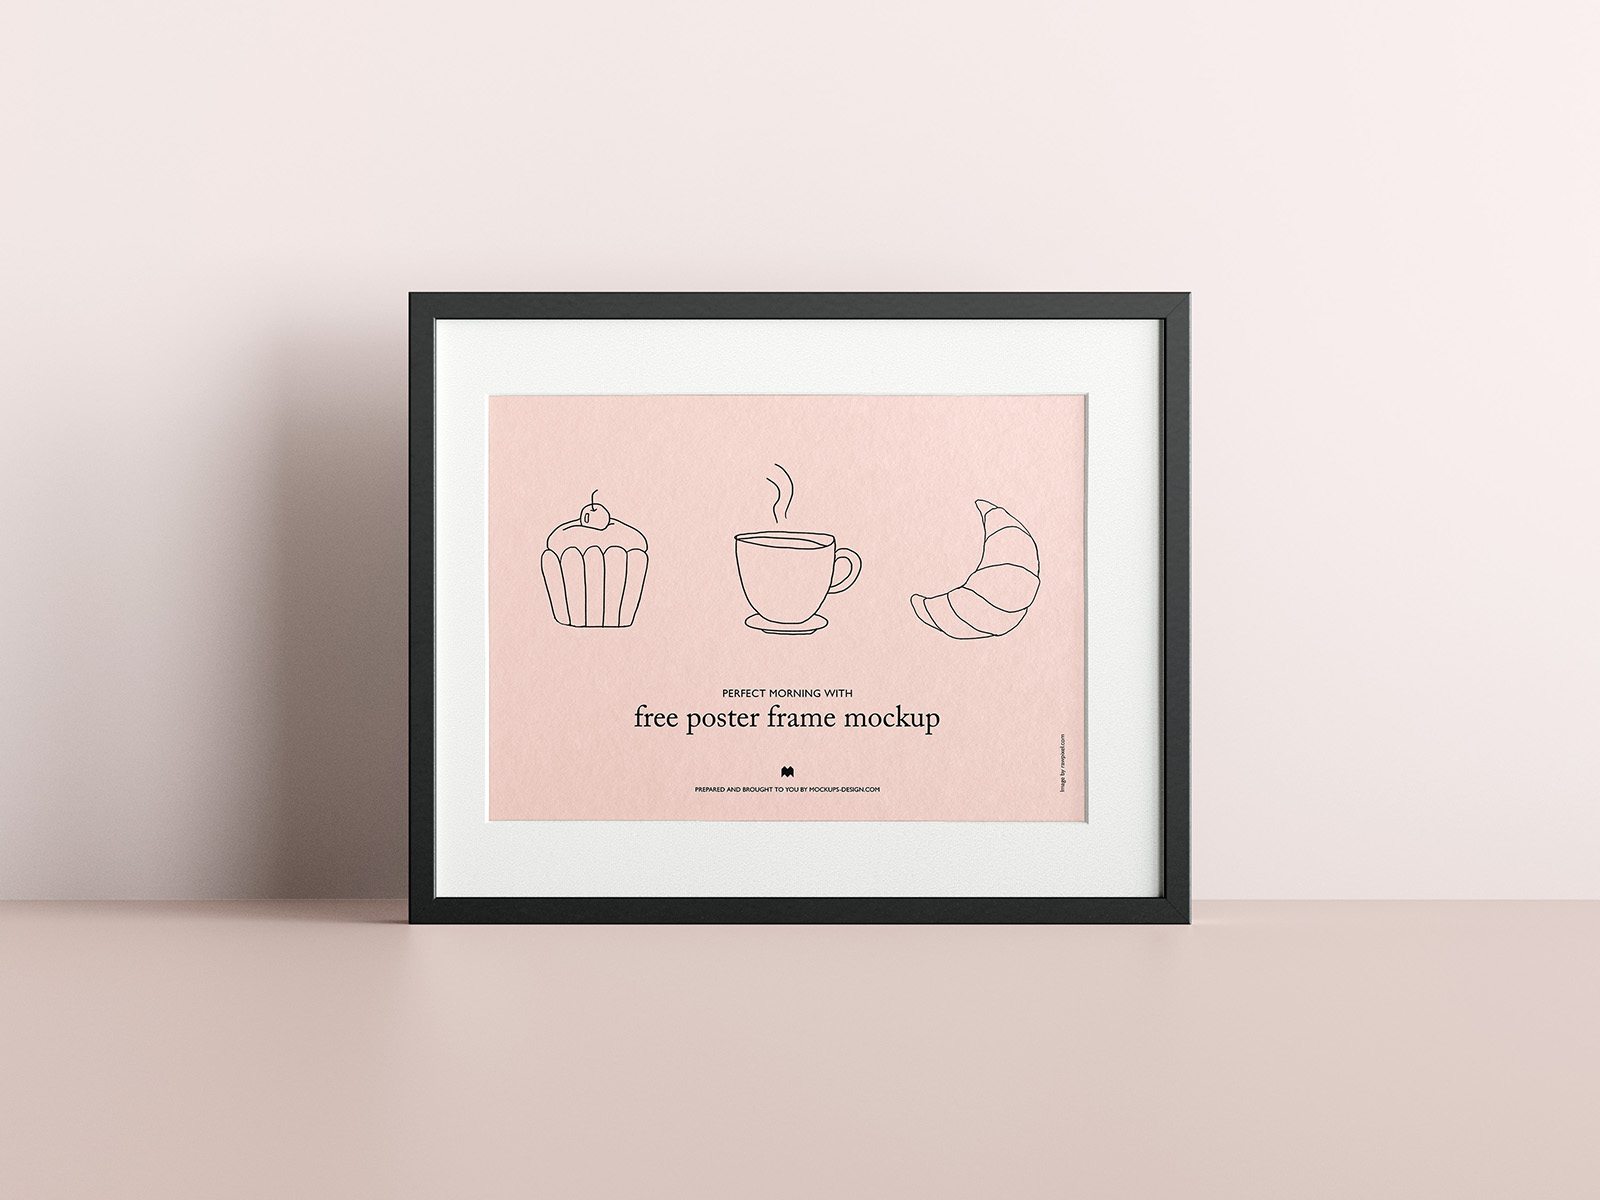 PERFECT MORNING WITH
free poster frame mockup
PREPARED AND BROUGHT TO YOU BY MOCKUPS-DESIGN.COM
Image by rawpixel.com